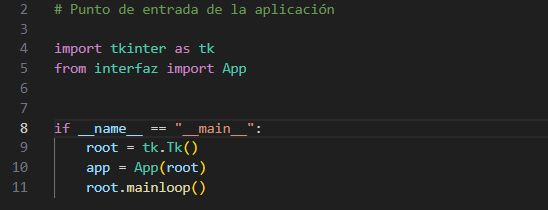 2 # Punto de entrada de la aplicación
3
4 import tkinter as tk
5 from interfaz import App
6
7
8 if __name__ == "__main__":
9     root = tk.Tk()
10     app = App(root)
11     root.mainloop()